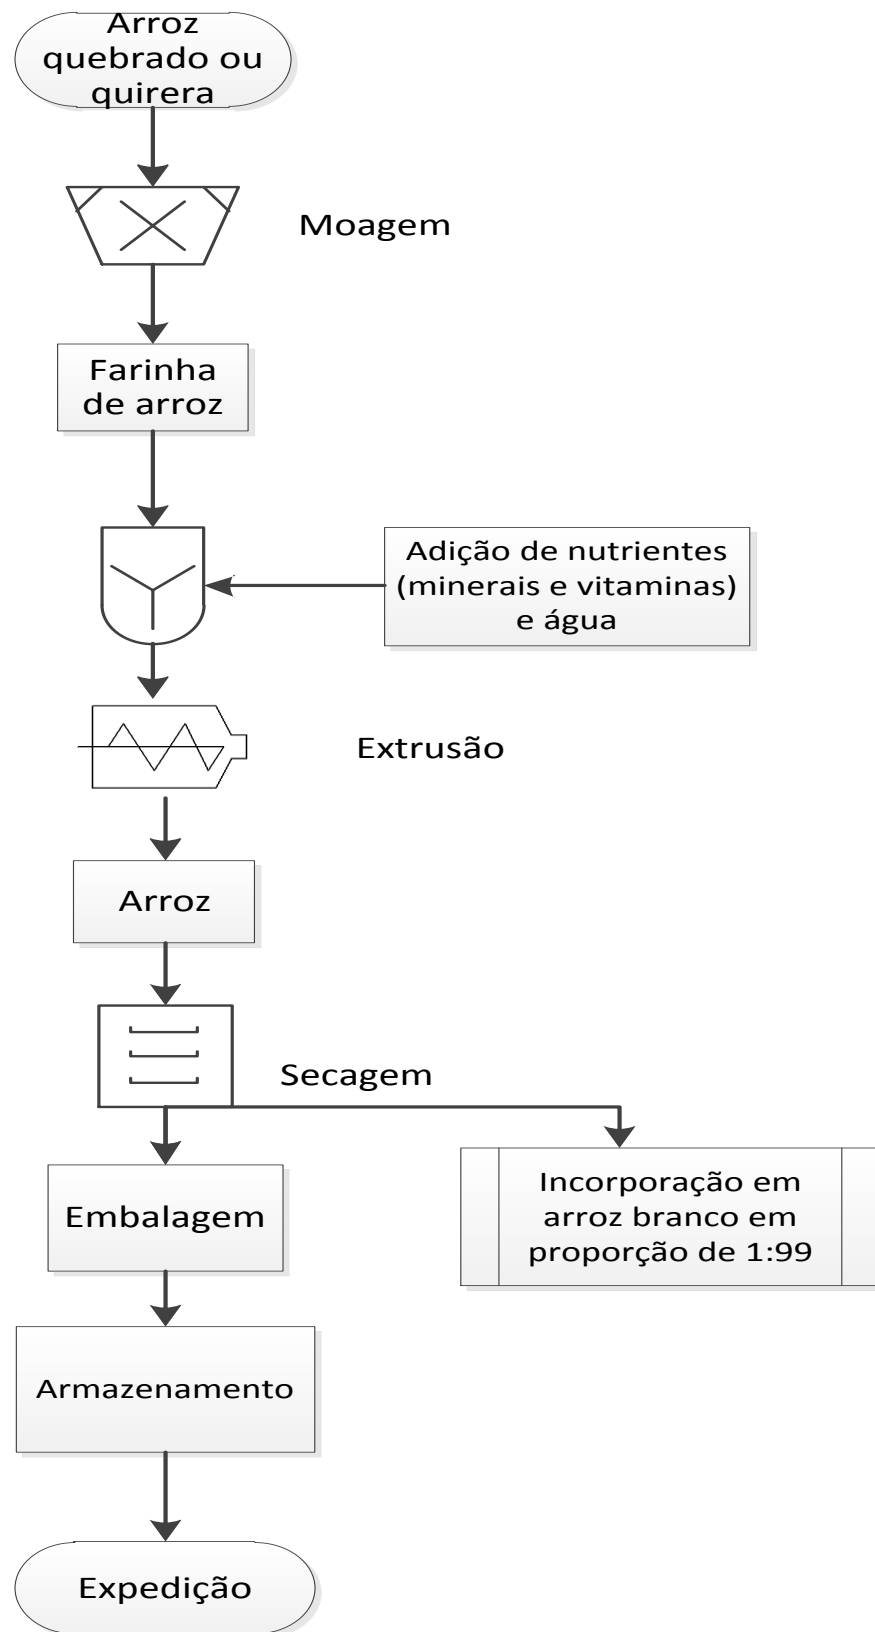 Arroz
quebrado ou
quirera
Moagem
Farinha
de arroz
Adição de nutrientes
(minerais e vitaminas)
e água
Extrusão
Arroz
Secagem
Embalagem
Incorporação em
arroz branco em
proporção de 1:99
Armazenamento
Expedição